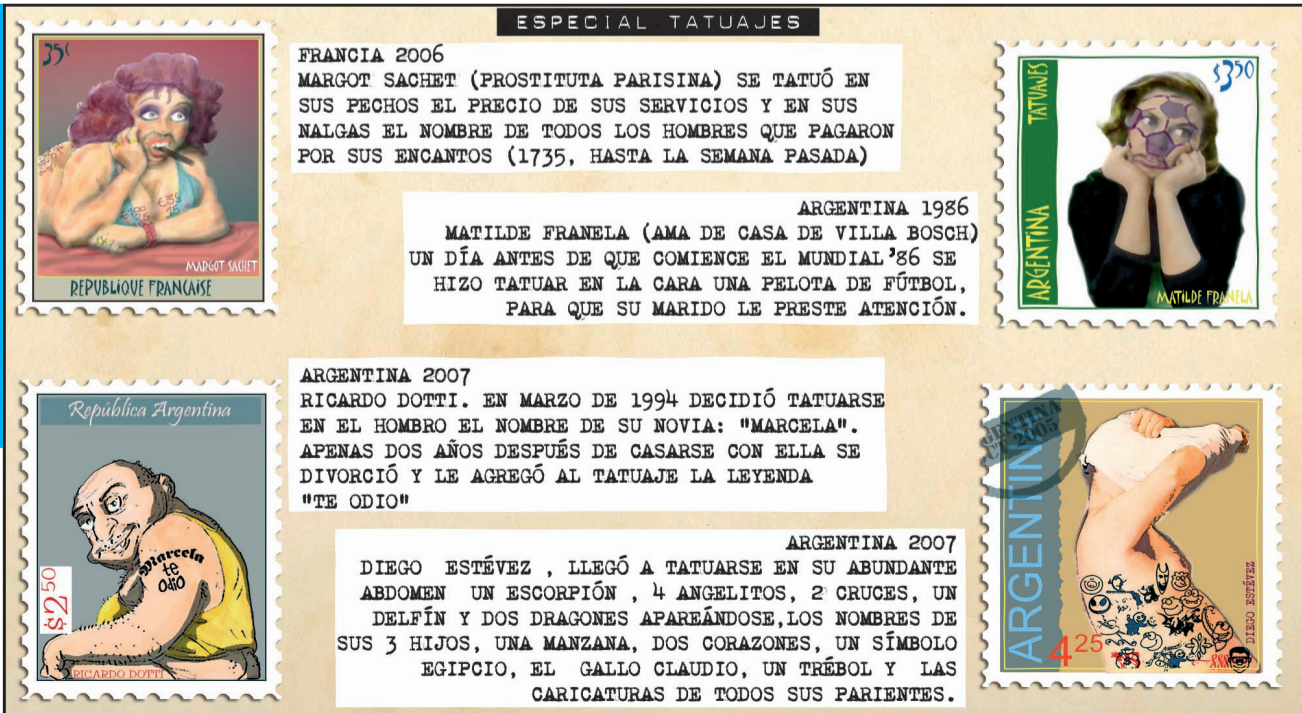 ESPECIAL TATUAJES
35¢
MARGOT SACHET
REPUBLIQUE FRANCAISE
FRANCIA 2006
MARGOT SACHET (PROSTITUTA PARISINA) SE TATUÓ EN
SUS PECHOS EL PRECIO DE SUS SERVICIOS Y EN SUS
NALGAS EL NOMBRE DE TODOS LOS HOMBRES QUE PAGARON
POR SUS ENCANTOS (1735, HASTA LA SEMANA PASADA)
ARGENTINA 1986
MATILDE FRANELA (AMA DE CASA DE VILLA BOSCH)
UN DÍA ANTES DE QUE COMIENCE EL MUNDIAL '86 SE
HIZO TATUAR EN LA CARA UNA PELOTA DE FÚTBOL,
PARA QUE SU MARIDO LE PRESTE ATENCIÓN.
ARGENTINA TATUAJES
$350
MATILDE FRANELA
República Argentina
Marcela
te
odio
$2 50
RICARDO DOTTI
ARGENTINA 2007
RICARDO DOTTI. EN MARZO DE 1994 DECIDIÓ TATUARSE
EN EL HOMBRO EL NOMBRE DE SU NOVIA: "MARCELA".
APENAS DOS AÑOS DESPUÉS DE CASARSE CON ELLA SE
DIVORCIÓ Y LE AGREGÓ AL TATUAJE LA LEYENDA
"TE ODIO"
ARGENTINA 2007
DIEGO ESTÉVEZ , LLEGÓ A TATUARSE EN SU ABUNDANTE
ABDOMEN UN ESCORPIÓN , 4 ANGELITOS, 2 CRUCES, UN
DELFÍN Y DOS DRAGONES APAREÁNDOSE,LOS NOMBRES DE
SUS 3 HIJOS, UNA MANZANA, DOS CORAZONES, UN SÍMBOLO
EGIPCIO, EL GALLO CLAUDIO, UN TRÉBOL Y LAS
CARICATURAS DE TODOS SUS PARIENTES.
ARGENTINA
2005
4 25
DIEGO ESTÉVEZ